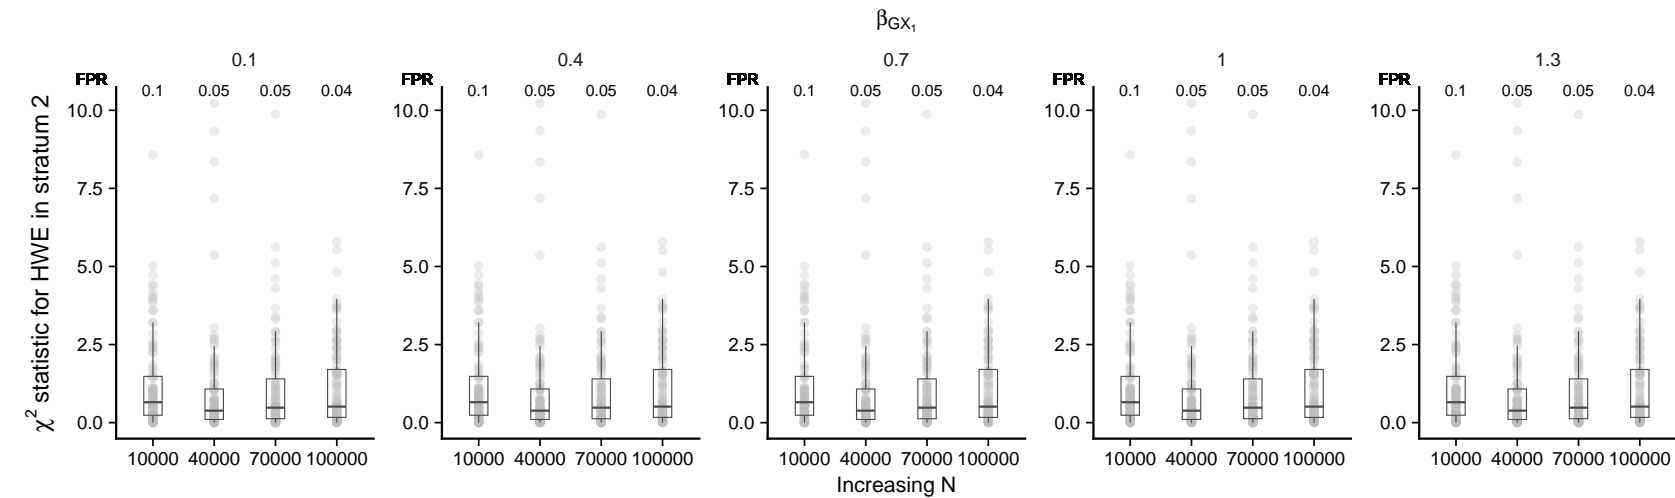 βGX₁
0.1 0.4 0.7 1 1.3
FPR FPR FPR FPR FPR
0.1 0.05 0.05 0.04 0.1 0.05 0.05 0.04 0.1 0.05 0.05 0.04 0.1 0.05 0.05 0.04 0.1 0.05 0.05 0.04
χ² statistic for HWE in stratum 2
10.0 10.0 10.0 10.0 10.0
7.5 7.5 7.5 7.5 7.5
5.0 5.0 5.0 5.0 5.0
2.5 2.5 2.5 2.5 2.5
0.0 0.0 0.0 0.0 0.0
10000 40000 70000 100000 10000 40000 70000 100000 10000 40000 70000 100000 10000 40000 70000 100000 10000 40000 70000 100000
Increasing N